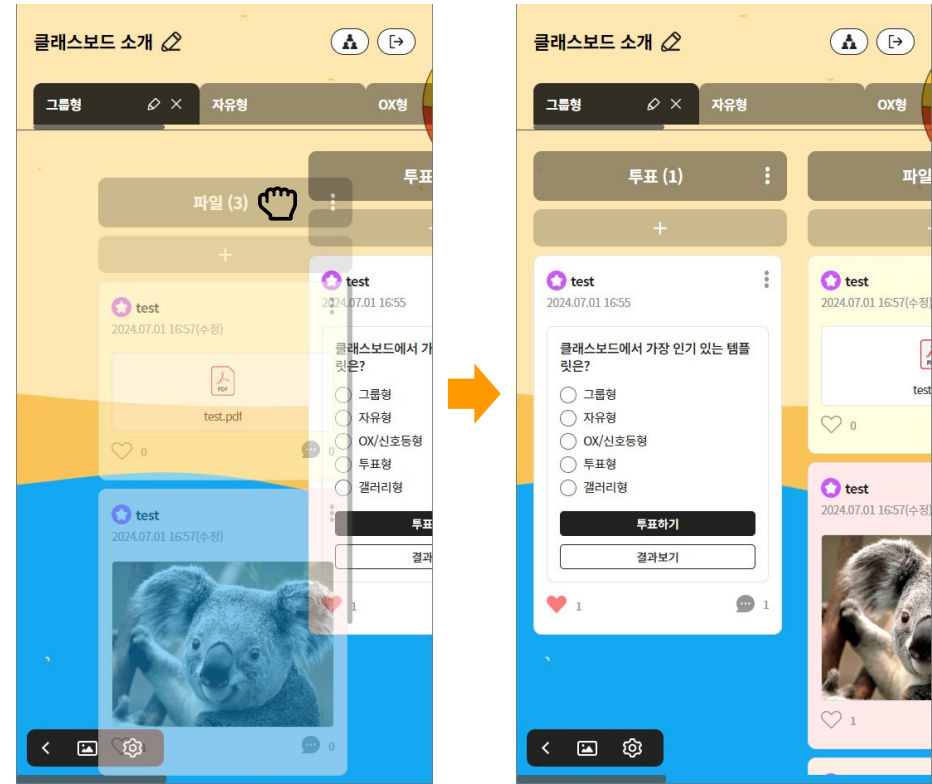 클래스보드 소개
그룹형
자유형
OX형
투표
파일 (3)
+
test
2024.07.01 16:57(수정)
PDF
test.pdf
0
0
test
2024.07.01 16:57(수정)
1
0
test
2024.07.01 16:55
클래스보드에서 가
릿은?
그룹형
자유형
OX/신호등형
투표형
갤러리형
투표
결과
1
클래스보드 소개
그룹형
자유형
OX형
투표 (1)
+
test
2024.07.01 16:55
클래스보드에서 가장 인기 있는 템플
릿은?
그룹형
자유형
OX/신호등형
투표형
갤러리형
투표하기
결과보기
1
1
파일
test
2024.07.01 16:57(수정)
test
0
test
2024.07.01 16:57(수정)
1